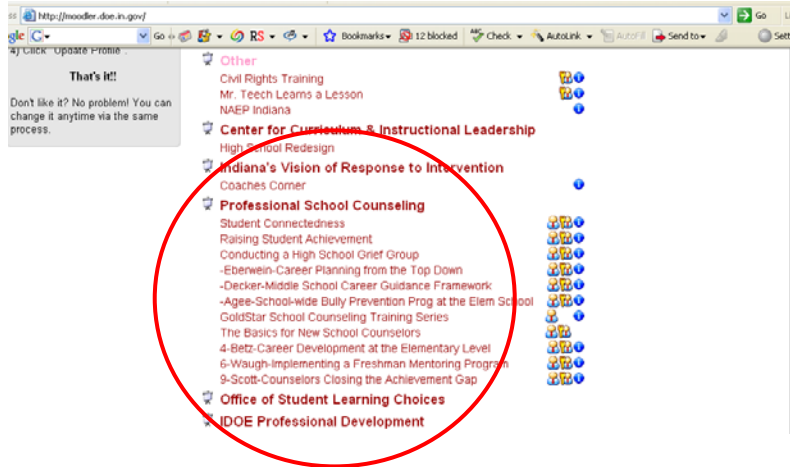 http://moodler.doe.in.gov/ Go
gle G Go RS Bookmarks 12 blocked Check AutoLink AutoFill Send to Sett
4) Click "Update Profile".
That's it!!
Don't like it? No problem! You can
change it anytime via the same
process.
Other
Civil Rights Training
Mr. Teech Learns a Lesson
NAEP Indiana
Center for Curriculum & Instructional Leadership
High School Redesign
Indiana's Vision of Response to Intervention
Coaches Corner
Professional School Counseling
Student Connectedness
Raising Student Achievement
Conducting a High School Grief Group
-Eberwein-Career Planning from the Top Down
-Decker-Middle School Career Guidance Framework
-Agee-School-wide Bully Prevention Prog at the Elem School
GoldStar School Counseling Training Series
The Basics for New School Counselors
4-Betz-Career Development at the Elementary Level
6-Waugh-Implementing a Freshman Mentoring Program
9-Scott-Counselors Closing the Achievement Gap
Office of Student Learning Choices
IDOE Professional Development